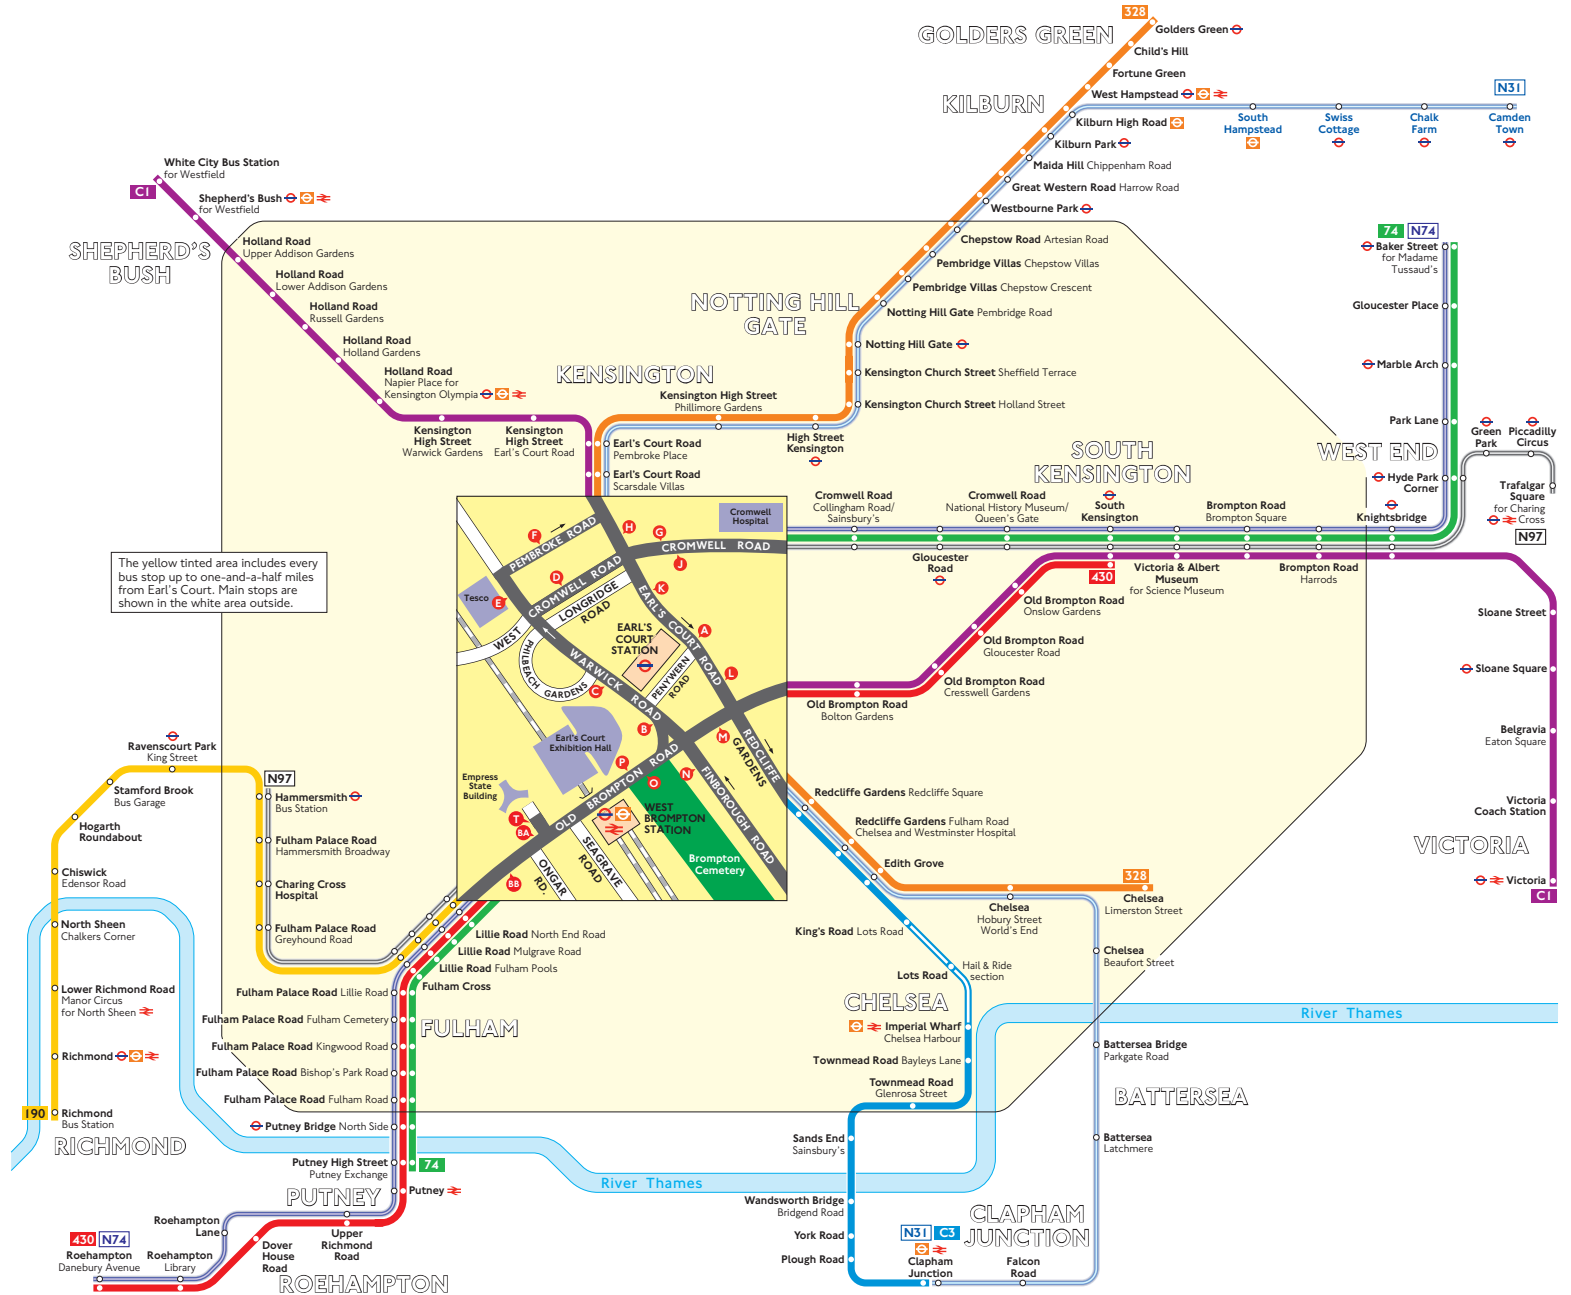 328
GOLDERS GREEN
Golders Green
Child's Hill
Fortune Green
KILBURN
West Hampstead
N31
Kilburn High Road
South
Hampstead
Swiss
Cottage
Chalk
Farm
Camden
Town
Kilburn Park
Maida Hill Chippenham Road
Great Western Road Harrow Road
Westbourne Park
White City Bus Station
for Westfield
C1
Shepherd's Bush
for Westfield
SHEPHERD'S
BUSH
Holland Road
Upper Addison Gardens
Holland Road
Lower Addison Gardens
Holland Road
Russell Gardens
Holland Road
Holland Gardens
Holland Road
Napier Place for
Kensington Olympia
Kensington
High Street
Warwick Gardens
Kensington
High Street
Earl's Court Road
Chepstow Road Artesian Road
Pembridge Villas Chepstow Villas
Pembridge Villas Chepstow Crescent
Notting Hill Gate Pembridge Road
NOTTING HILL
GATE
Notting Hill Gate
Kensington Church Street Sheffield Terrace
Kensington Church Street Holland Street
KENSINGTON
Kensington High Street
Phillimore Gardens
High Street
Kensington
Earl's Court Road
Pembroke Place
Earl's Court Road
Scarsdale Villas
74
N74
Baker Street
for Madame
Tussaud's
Gloucester Place
Marble Arch
Park Lane
WEST END
Hyde Park
Corner
Green
Park
Piccadilly
Circus
Trafalgar
Square
for Charing
Cross
N97
Knightsbridge
SOUTH
KENSINGTON
Cromwell Road
Collingham Road/
Sainsbury's
Cromwell Road
National History Museum/
Queen's Gate
South
Kensington
Brompton Road
Brompton Square
Gloucester
Road
430
Victoria & Albert
Museum
for Science Museum
Brompton Road
Harrods
Old Brompton Road
Onslow Gardens
Old Brompton Road
Gloucester Road
Old Brompton Road
Cresswell Gardens
Old Brompton Road
Bolton Gardens
Sloane Street
Sloane Square
Belgravia
Eaton Square
Victoria
Coach Station
VICTORIA
Victoria
C1
The yellow tinted area includes every
bus stop up to one-and-a-half miles
from Earl's Court. Main stops are
shown in the white area outside.
Cromwell
Hospital
F
H
G
PEMBROKE ROAD
CROMWELL ROAD
J
D
CROMWELL ROAD
K
Tesco
E
LONGRIDGE
ROAD
EARL'S COURT ROAD
WEST
EARL'S
COURT
STATION
A
PHILBEACH GARDENS
WARWICK ROAD
PENYWERN
ROAD
L
C
B
M
Earl's Court
Exhibition Hall
REDCLIFFE
GARDENS
P
O
N
OLD BROMPTON ROAD
FINBOROUGH ROAD
Empress
State
Building
T
BA
WEST
BROMPTON
STATION
SEAGRAVE
ROAD
ONGAR
RD.
BB
Brompton
Cemetery
Ravenscourt Park
King Street
Stamford Brook
Bus Garage
Hogarth
Roundabout
Chiswick
Edensor Road
North Sheen
Chalkers Corner
Lower Richmond Road
Manor Circus
for North Sheen
Richmond
190
Richmond
Bus Station
RICHMOND
N97
Hammersmith
Bus Station
Fulham Palace Road
Hammersmith Broadway
Charing Cross
Hospital
Fulham Palace Road
Greyhound Road
Lillie Road North End Road
Lillie Road Mulgrave Road
Lillie Road Fulham Pools
Fulham Cross
Fulham Palace Road Lillie Road
Fulham Palace Road Fulham Cemetery
FULHAM
Fulham Palace Road Kingwood Road
Fulham Palace Road Bishop's Park Road
Fulham Palace Road Fulham Road
Putney Bridge North Side
Putney High Street
Putney Exchange
74
PUTNEY
Putney
Roehampton
Lane
Upper
Richmond
Road
Dover
House
Road
430
N74
Roehampton
Danebury Avenue
Roehampton
Library
ROEHAMPTON
Redcliffe Gardens Redcliffe Square
Redcliffe Gardens Fulham Road
Chelsea and Westminster Hospital
Edith Grove
328
Chelsea
Hobury Street
World's End
Chelsea
Limerston Street
King's Road Lots Road
Chelsea
Beaufort Street
Lots Road
Hail & Ride
section
CHELSEA
Imperial Wharf
Chelsea Harbour
River Thames
Townmead Road Bayleys Lane
Battersea Bridge
Parkgate Road
Townmead Road
Glenrosa Street
BATTERSEA
Sands End
Sainsbury's
Battersea
Latchmere
River Thames
Wandsworth Bridge
Bridgend Road
York Road
Plough Road
N31
C3
CLAPHAM
JUNCTION
Clapham
Junction
Falcon
Road